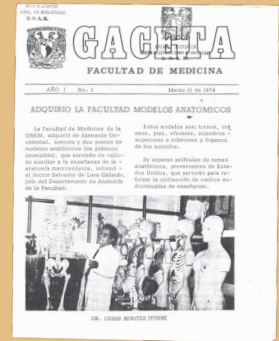 GACETA
FACULTAD DE MEDICINA
AÑO I No. 1 Marzo 15 de 1974
ADQUIRIO LA FACULTAD MODELOS ANATOMICOS
La Facultad de Medicina de la
UNAM, adquirió de Alemania Oc-
cidental, setenta y dos piezas de
modelos anatómicos (de plástico
irrompible), que servirán de valio-
so auxiliar a la enseñanza de la
anatomía macroscópica, informó
el doctor Salvador de Lara Galindo,
Jefe del Departamento de Anatomía
de la Facultad.
Estos modelos son: torsos, crá
neos, pies, vísceras, miembros
superiores e inferiores y órganos
de los sentidos.
Se esperan películas de temas
anatómicos, provenientes de Esta-
dos Unidos, que servirán para re-
forzar la utilización de medios au-
diovisuales de enseñanza.
DR. CESAR BENITEZ